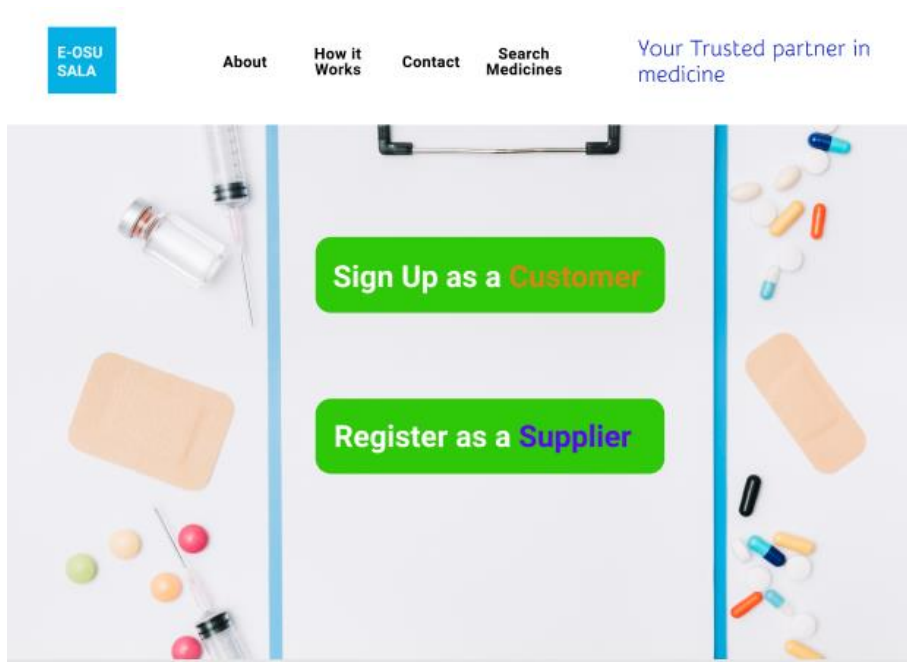 E-OSU
SALA
About
How it
Works
Contact
Search
Medicines
Your Trusted partner in
medicine
Sign Up as a Customer
Register as a Supplier